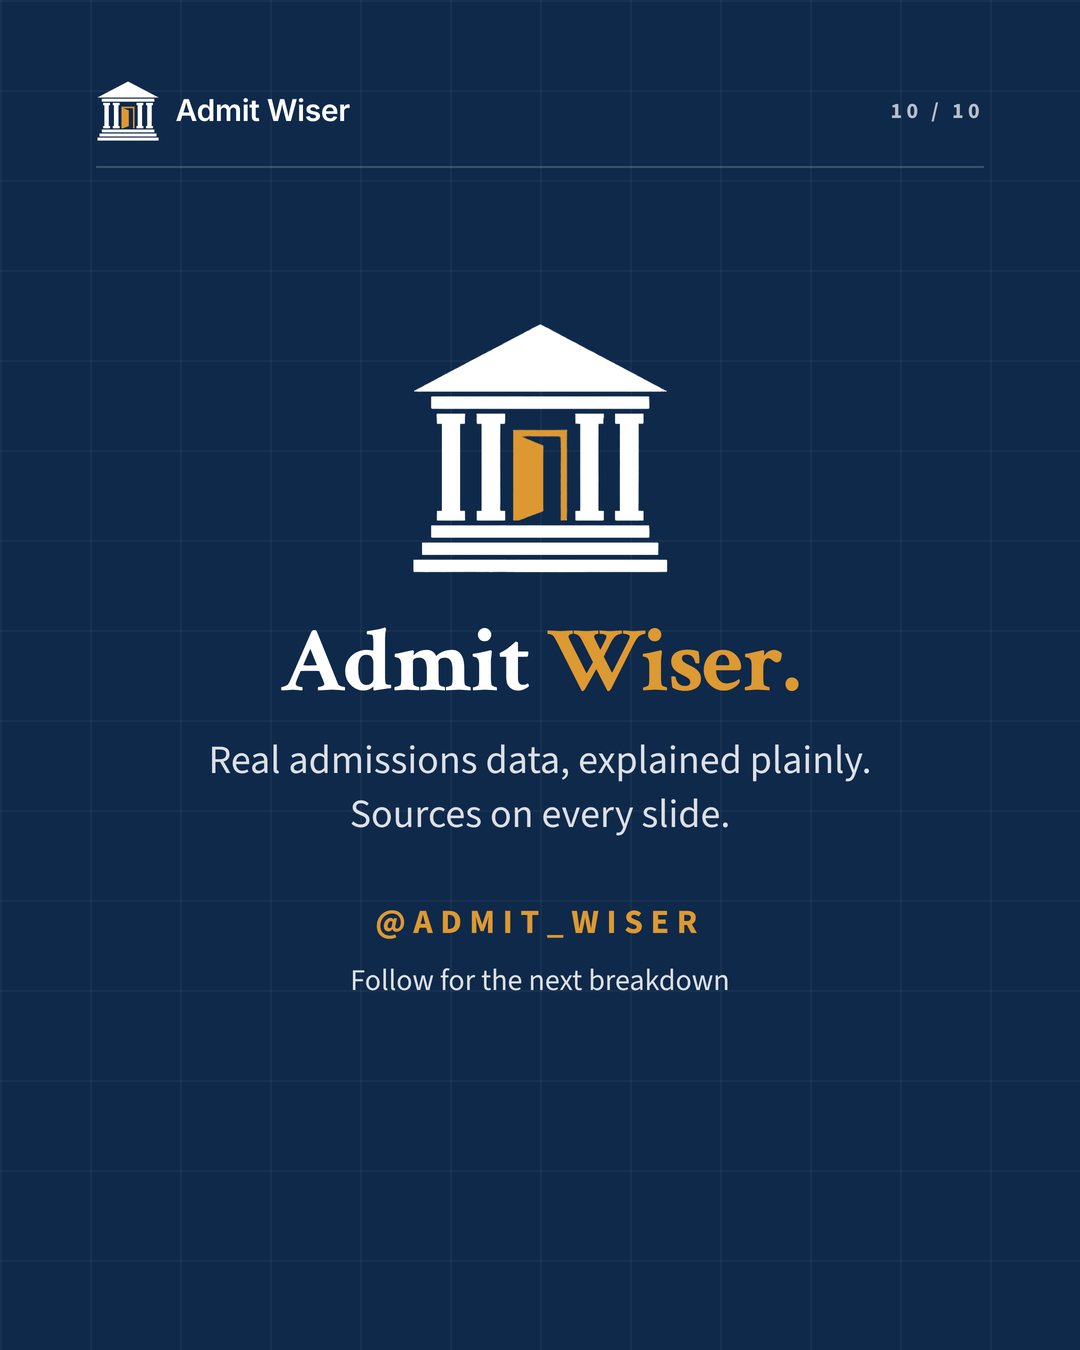 Admit Wiser
10 / 10
Admit Wiser.
Real admissions data, explained plainly.
Sources on every slide.
@ADMIT_WISER
Follow for the next breakdown